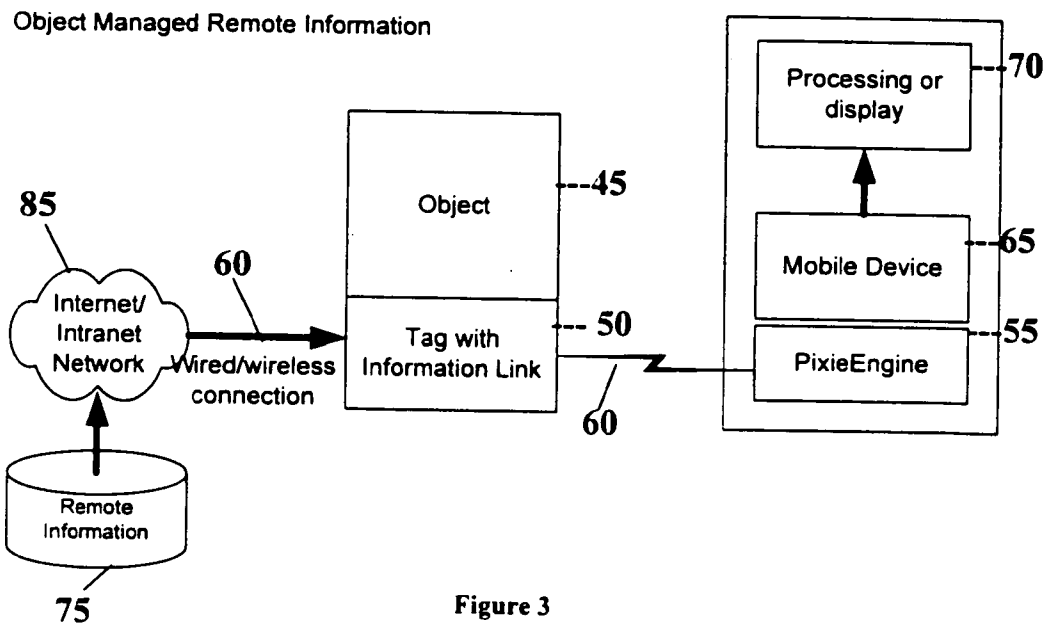 Object Managed Remote Information
Processing or
display
70
Object
45
85
Mobile Device
65
60
Internet/
Intranet
Network
Wired/wireless
connection
Tag with
Information Link
50
PixieEngine
55
60
Remote
Information
75
Figure 3